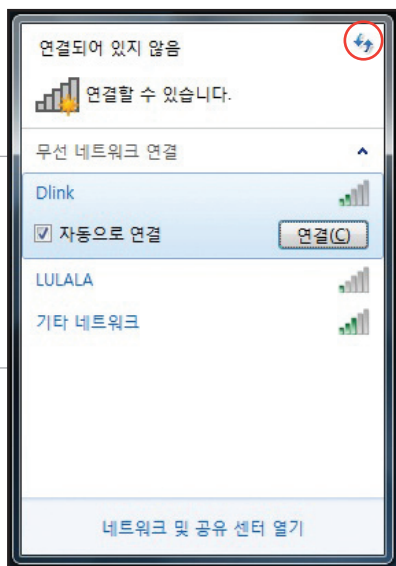 연결되어 있지 않음
연결할 수 있습니다.
무선 네트워크 연결
Dlink
자동으로 연결 연결(C)
LULALA
기타 네트워크
네트워크 및 공유 센터 열기